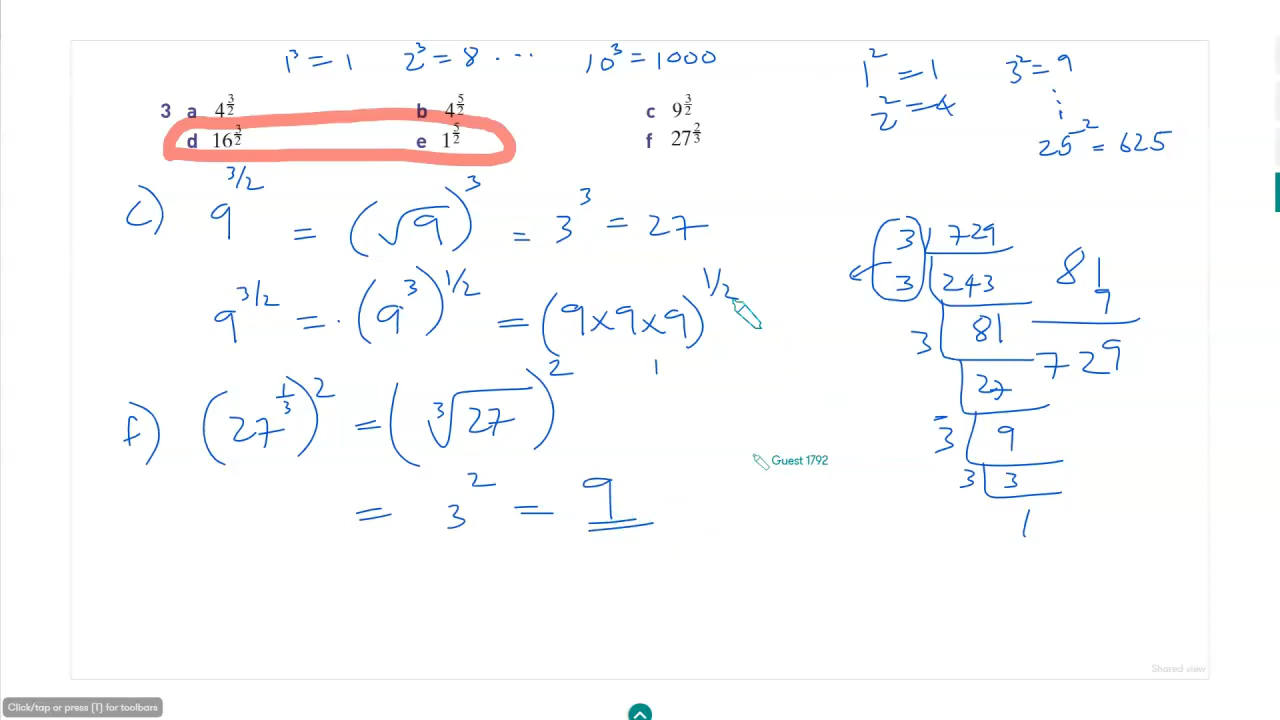 1³ = 1 2³ = 8 ... 10³ = 1000
1² = 1 3² = 9
2² = 4
⋮
25² = 625
3 a 4^(3/2) b 4^(5/2) c 9^(3/2)
d 16^(3/2) e 1^(5/2) f 27^(2/3)
c) 9^(3/2) = (√9)³ = 3³ = 27
9^(3/2) = · (9³)^(1/2) = (9×9×9)^(1/2)
1
f) (27^(1/3))² = (³√27)²
= 3² = 9
3 | 729
3 | 243
3 | 81
27
3 | 9
3 | 3
1
81
9
729
Guest 1792
Shared view
Click/tap or press (T) for toolbars